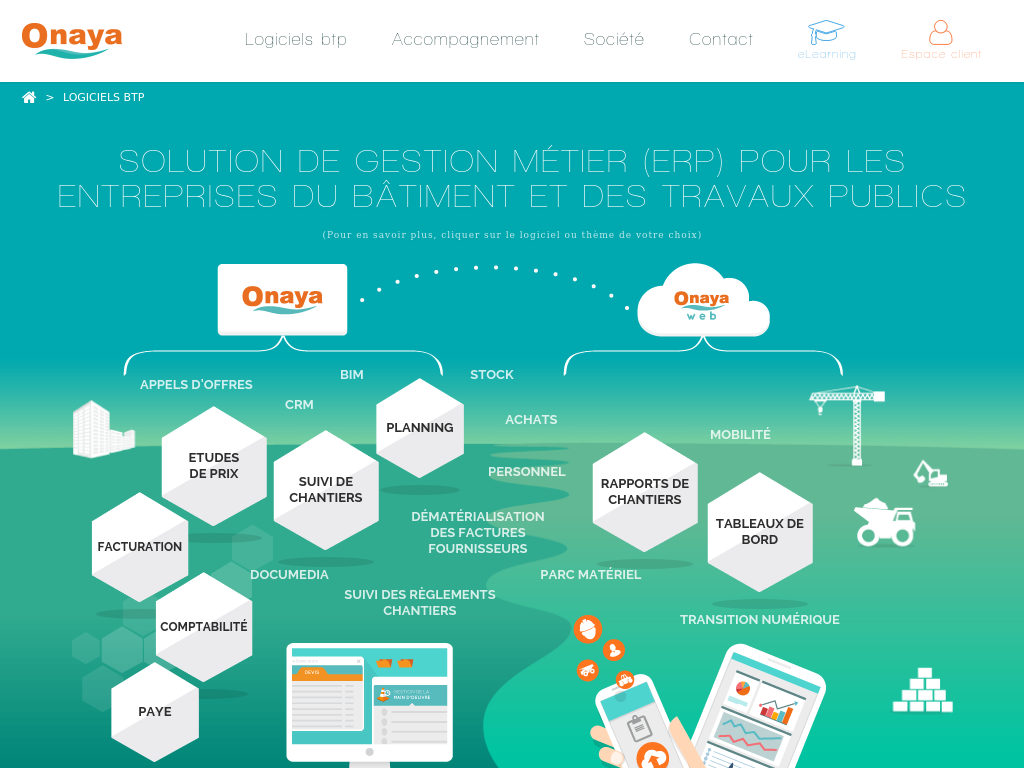 Onaya
Logiciels btp
Accompagnement
Société
Contact
eLearning
Espace client
> LOGICIELS BTP
SOLUTION DE GESTION MÉTIER (ERP) POUR LES
ENTREPRISES DU BÂTIMENT ET DES TRAVAUX PUBLICS
(Pour en savoir plus, cliquer sur le logiciel ou thème de votre choix)
Onaya
Onaya
web
APPELS D'OFFRES
BIM
STOCK
CRM
ACHATS
PLANNING
MOBILITÉ
ETUDES
DE PRIX
SUIVI DE
CHANTIERS
PERSONNEL
RAPPORTS DE
CHANTIERS
DÉMATÉRIALISATION
DES FACTURES
FOURNISSEURS
TABLEAUX DE
BORD
FACTURATION
DOCUMEDIA
PARC MATÉRIEL
SUIVI DES RÈGLEMENTS
CHANTIERS
COMPTABILITÉ
TRANSITION NUMÉRIQUE
DEVIS
GESTION DE LA
MAIN D'OEUVRE
PAYE